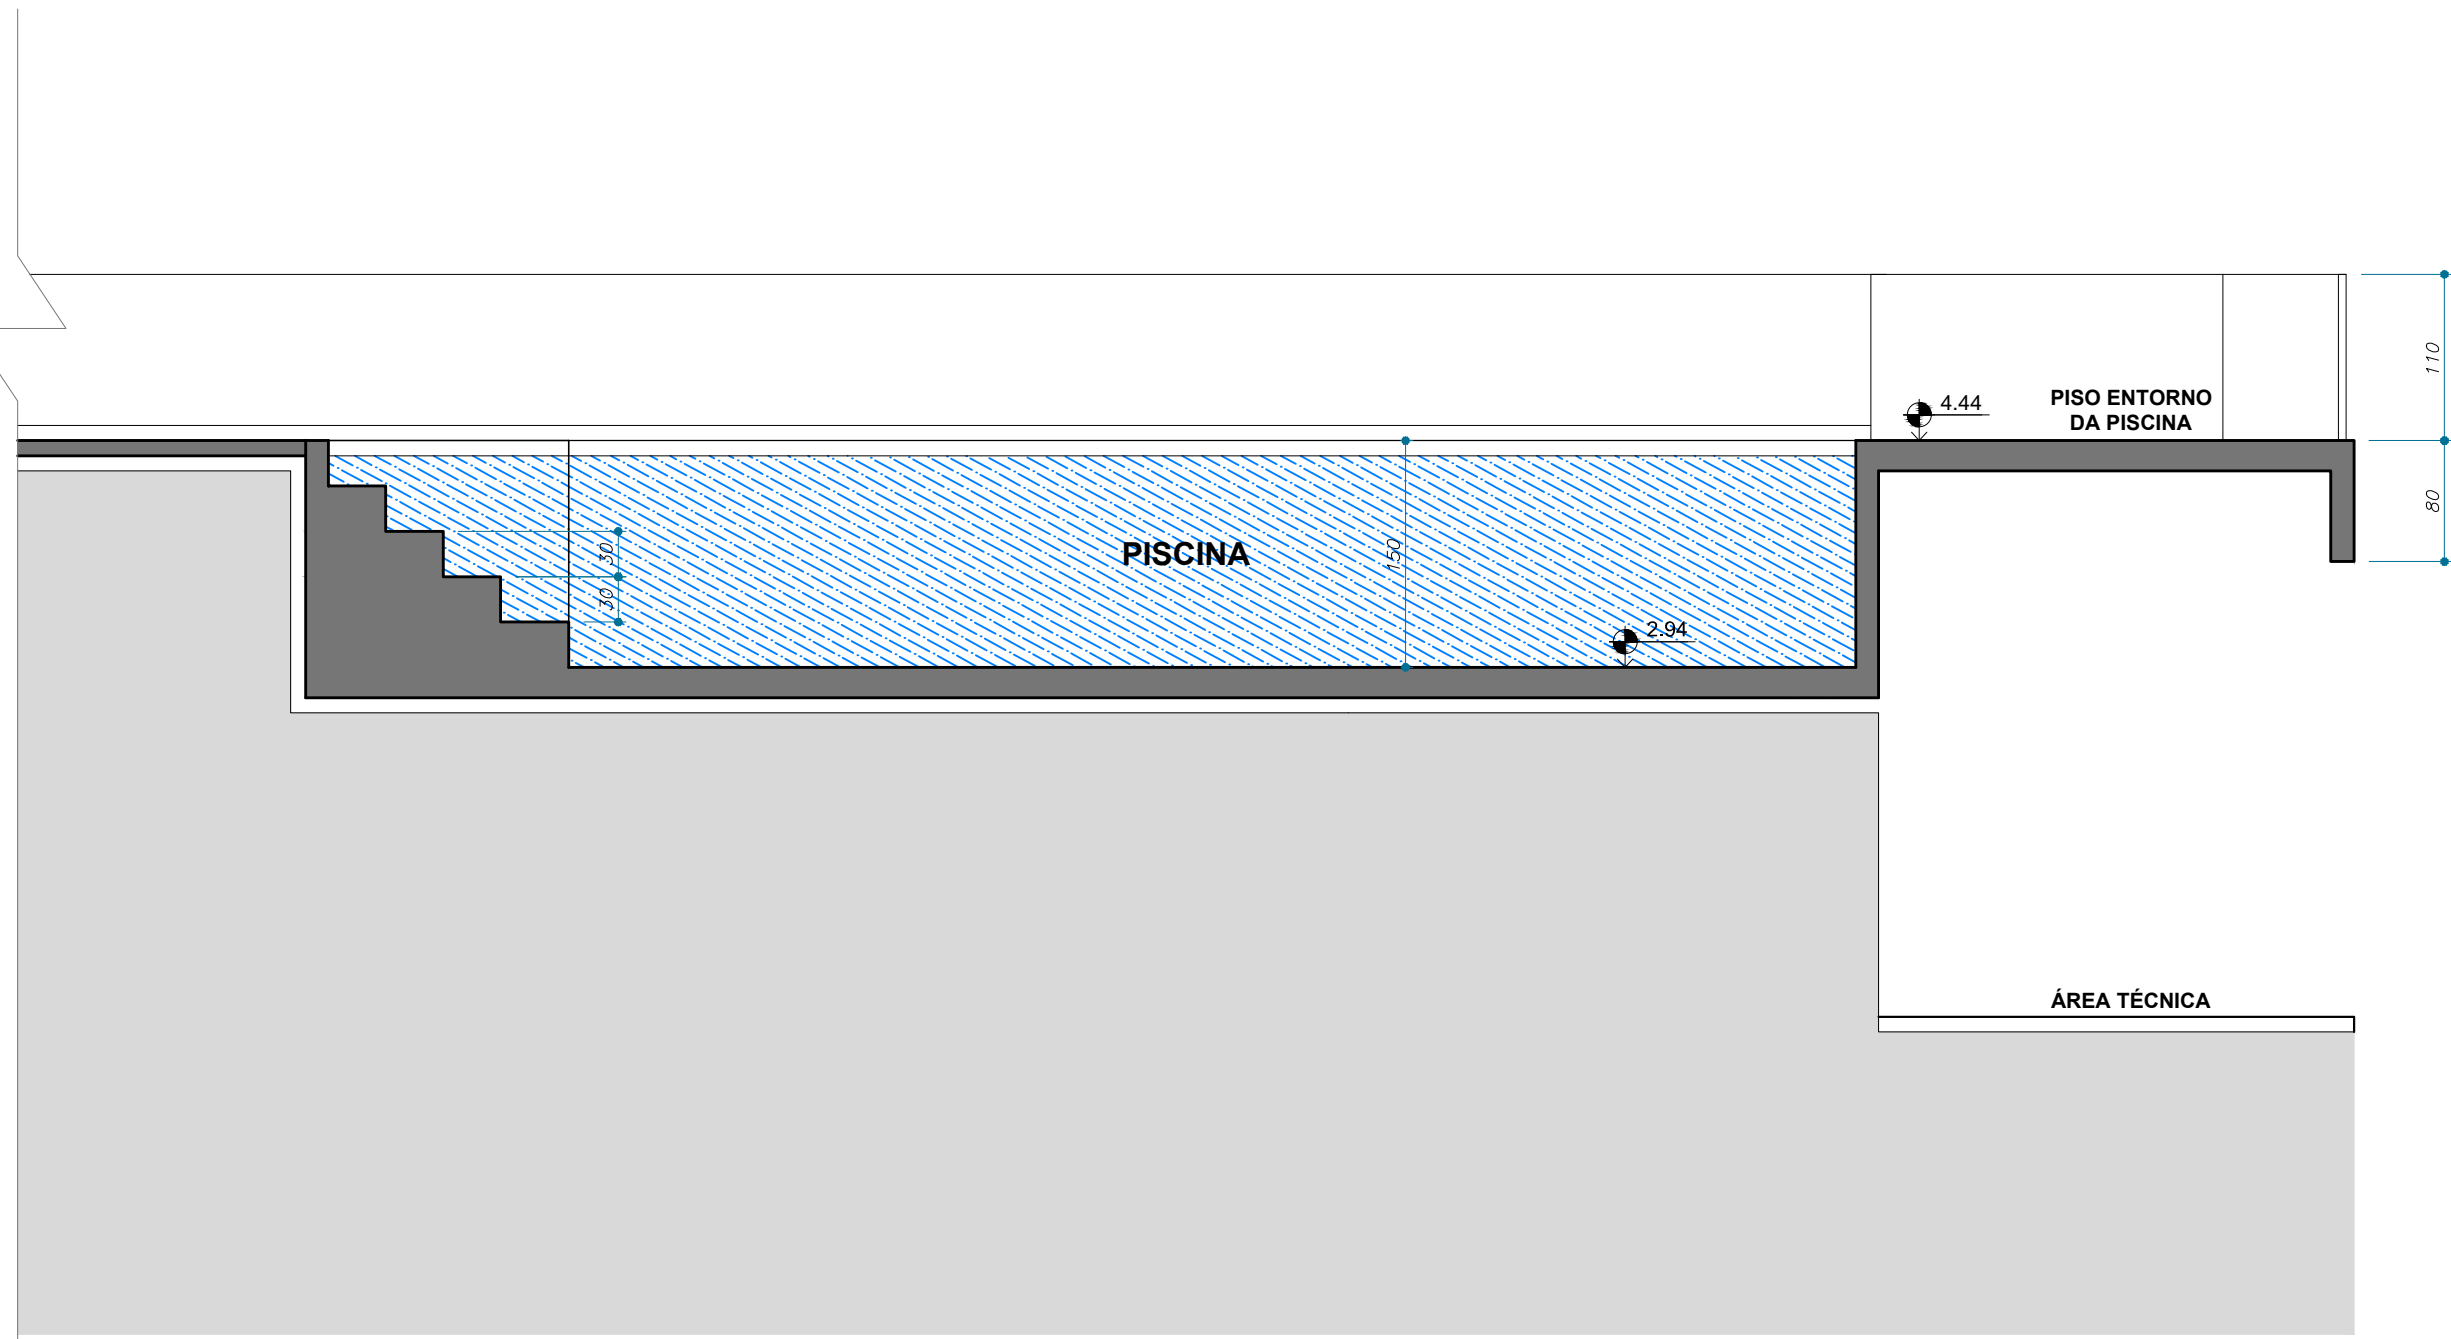 110
4.44
PISO ENTORNO
DA PISCINA
80
30
PISCINA
150
30
2.94
ÁREA TÉCNICA